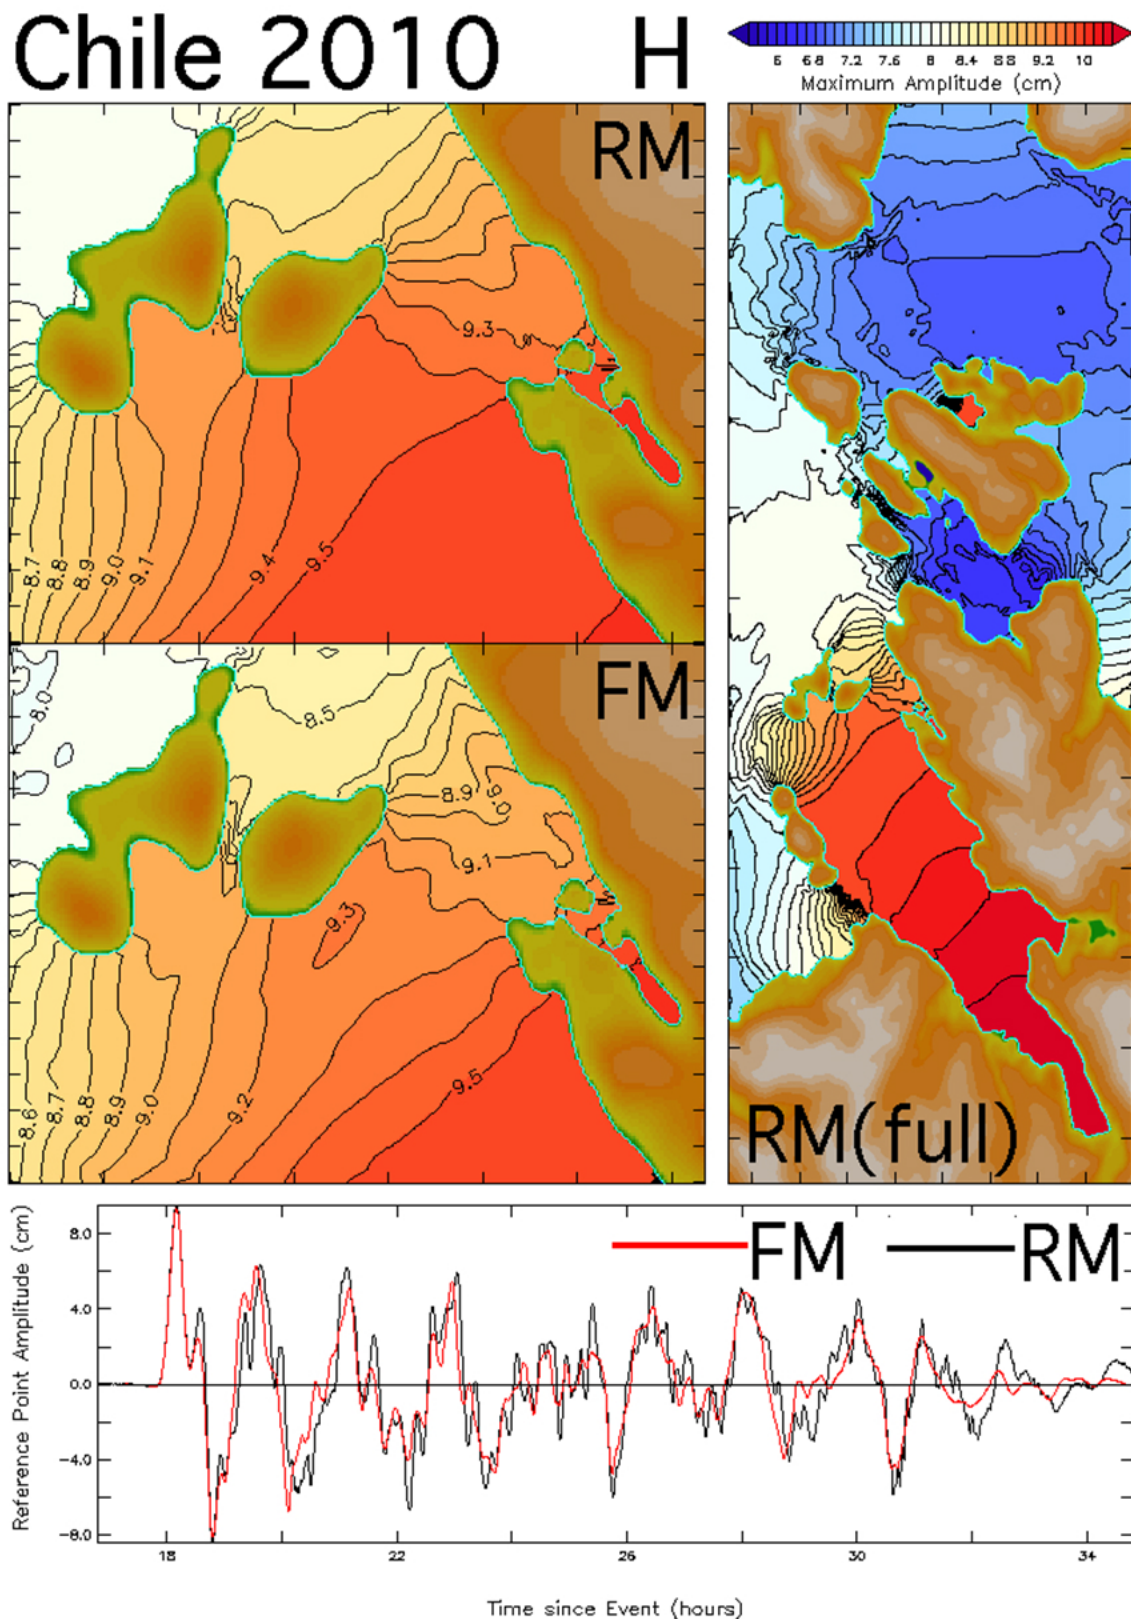 Chile 2010 H
6 6.8 7.2 7.6 8 8.4 8.8 9.2 10
Maximum Amplitude (cm)
RM
9.3
8.7 8.8 8.9 9.0 9.1 9.4 9.5
FM
8.0
8.5
8.9 9.0
9.1
9.3
8.6 8.7 8.8 8.9 9.0 9.2 9.5
RM(full)
Reference Point Amplitude (cm)
8.0
4.0
0.0
-4.0
-8.0
FM RM
18 22 26 30 34
Time since Event (hours)